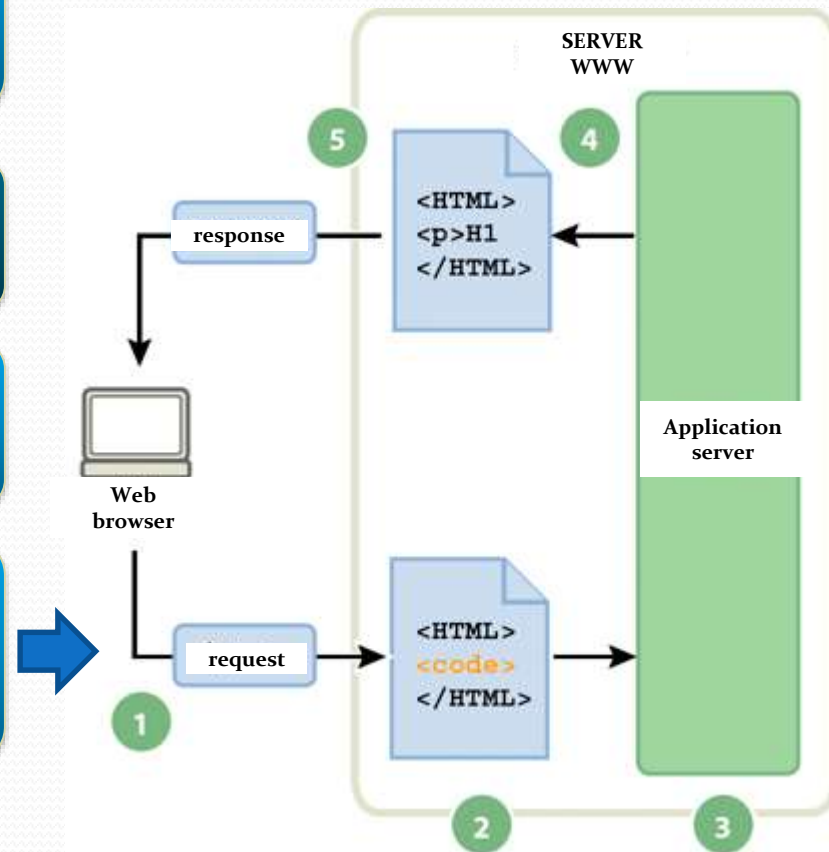 SERVER
WWW
5
4
<HTML>
<p>H1
</HTML>
response
Application
server
Web
browser
<HTML>
<code>
</HTML>
request
1
2
3